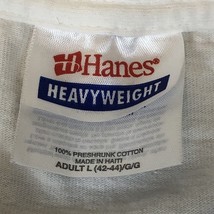 Hanes®
HEAVYWEIGHT
100% PRESHRUNK COTTON
MADE IN HAITI
ADULT L (42-44)/G/G